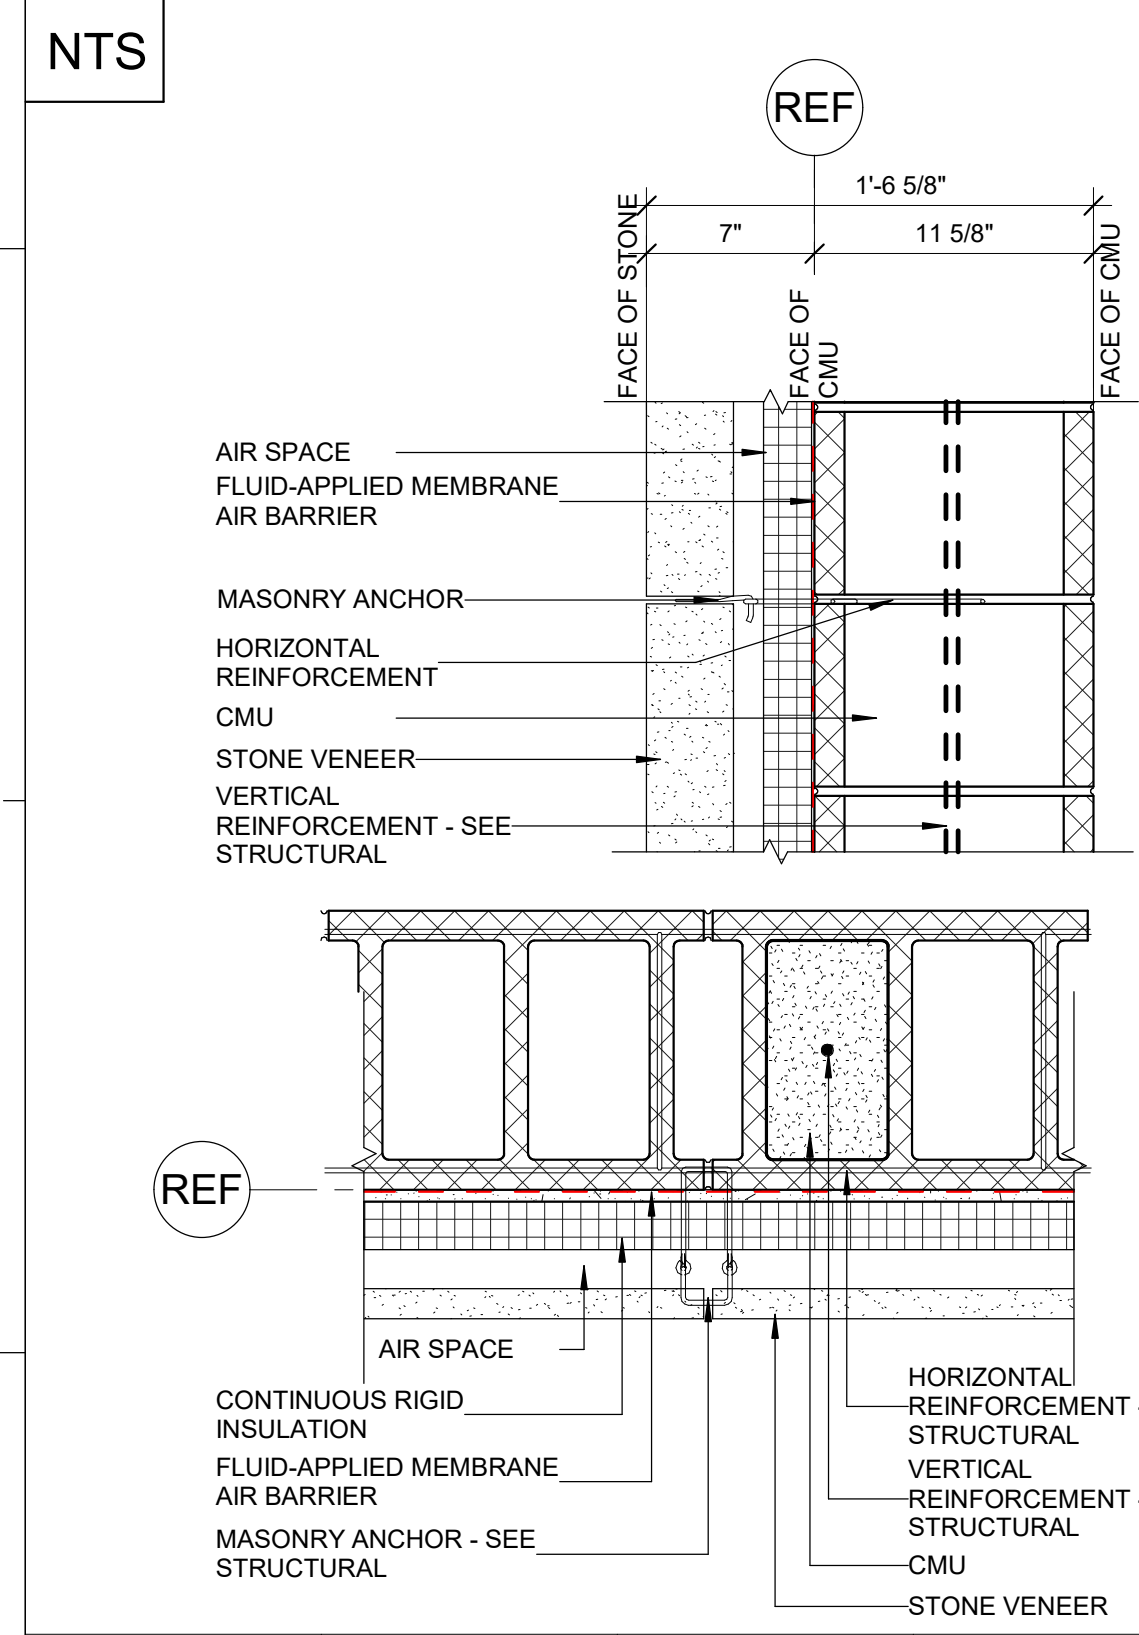 NTS
REF
1'-6 5/8"
7"
11 5/8"
FACE OF STONE
FACE OF
CMU
FACE OF CMU
AIR SPACE
FLUID-APPLIED MEMBRANE
AIR BARRIER
MASONRY ANCHOR
HORIZONTAL
REINFORCEMENT
CMU
STONE VENEER
VERTICAL
REINFORCEMENT - SEE
STRUCTURAL
REF
AIR SPACE
CONTINUOUS RIGID
INSULATION
FLUID-APPLIED MEMBRANE
AIR BARRIER
MASONRY ANCHOR - SEE
STRUCTURAL
HORIZONTAL
REINFORCEMENT -
STRUCTURAL
VERTICAL
REINFORCEMENT -
STRUCTURAL
CMU
STONE VENEER